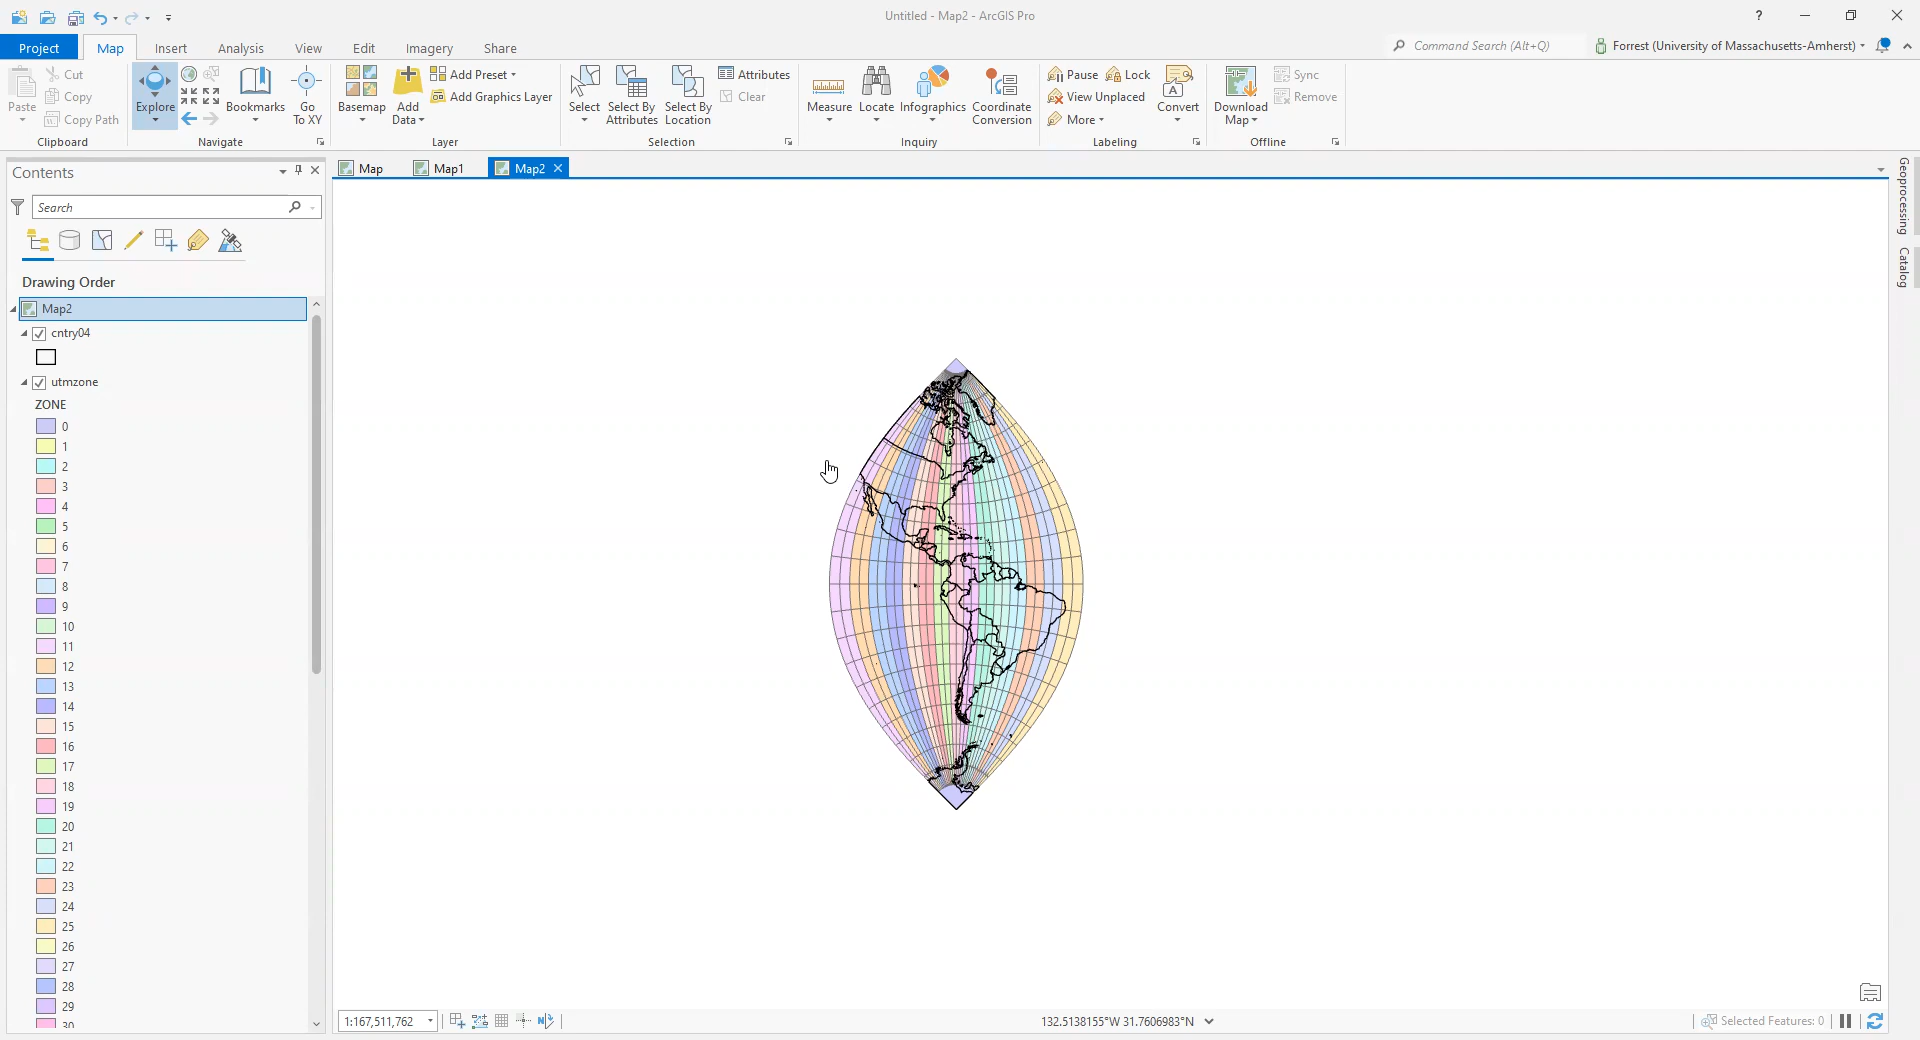 Untitled - Map2 - ArcGIS Pro
?
Project
Map
Insert
Analysis
View
Edit
Imagery
Share
Command Search (Alt+Q)
Forrest (University of Massachusetts-Amherst)
Paste
Cut
Copy
Copy Path
Clipboard
Explore
Bookmarks
Go
To XY
Navigate
Basemap
Add
Data
Add Preset
Add Graphics Layer
Layer
Select
Select By
Attributes
Select By
Location
Attributes
Clear
Selection
Measure
Locate
Infographics
Coordinate
Conversion
Inquiry
Pause
Lock
View Unplaced
More
Convert
Labeling
Download
Map
Sync
Remove
Offline
Contents
Search
Drawing Order
Map2
cntry04
utmzone
ZONE
0
1
2
3
4
5
6
7
8
9
10
11
12
13
14
15
16
17
18
19
20
21
22
23
24
25
26
27
28
29
30
Map
Map1
Map2
Geoprocessing
Catalog
1:167,511,762
132.5138155°W 31.7606983°N
Selected Features: 0